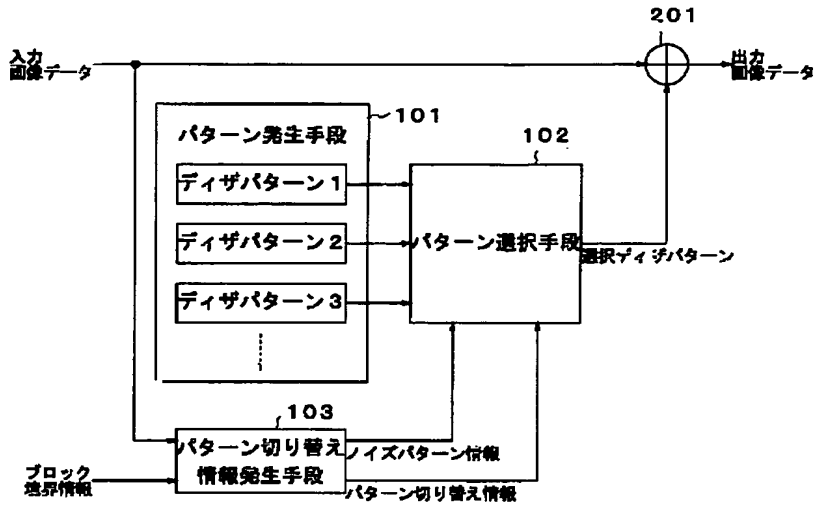 201
入力
画像データ
出力
画像データ
101
パターン発生手段
102
ディザパターン1
ディザパターン2
パターン選択手段
選択ディザパターン
ディザパターン3
103
パターン切り替え
情報発生手段
ノイズパターン情報
ブロック
境界情報
パターン切り替え情報